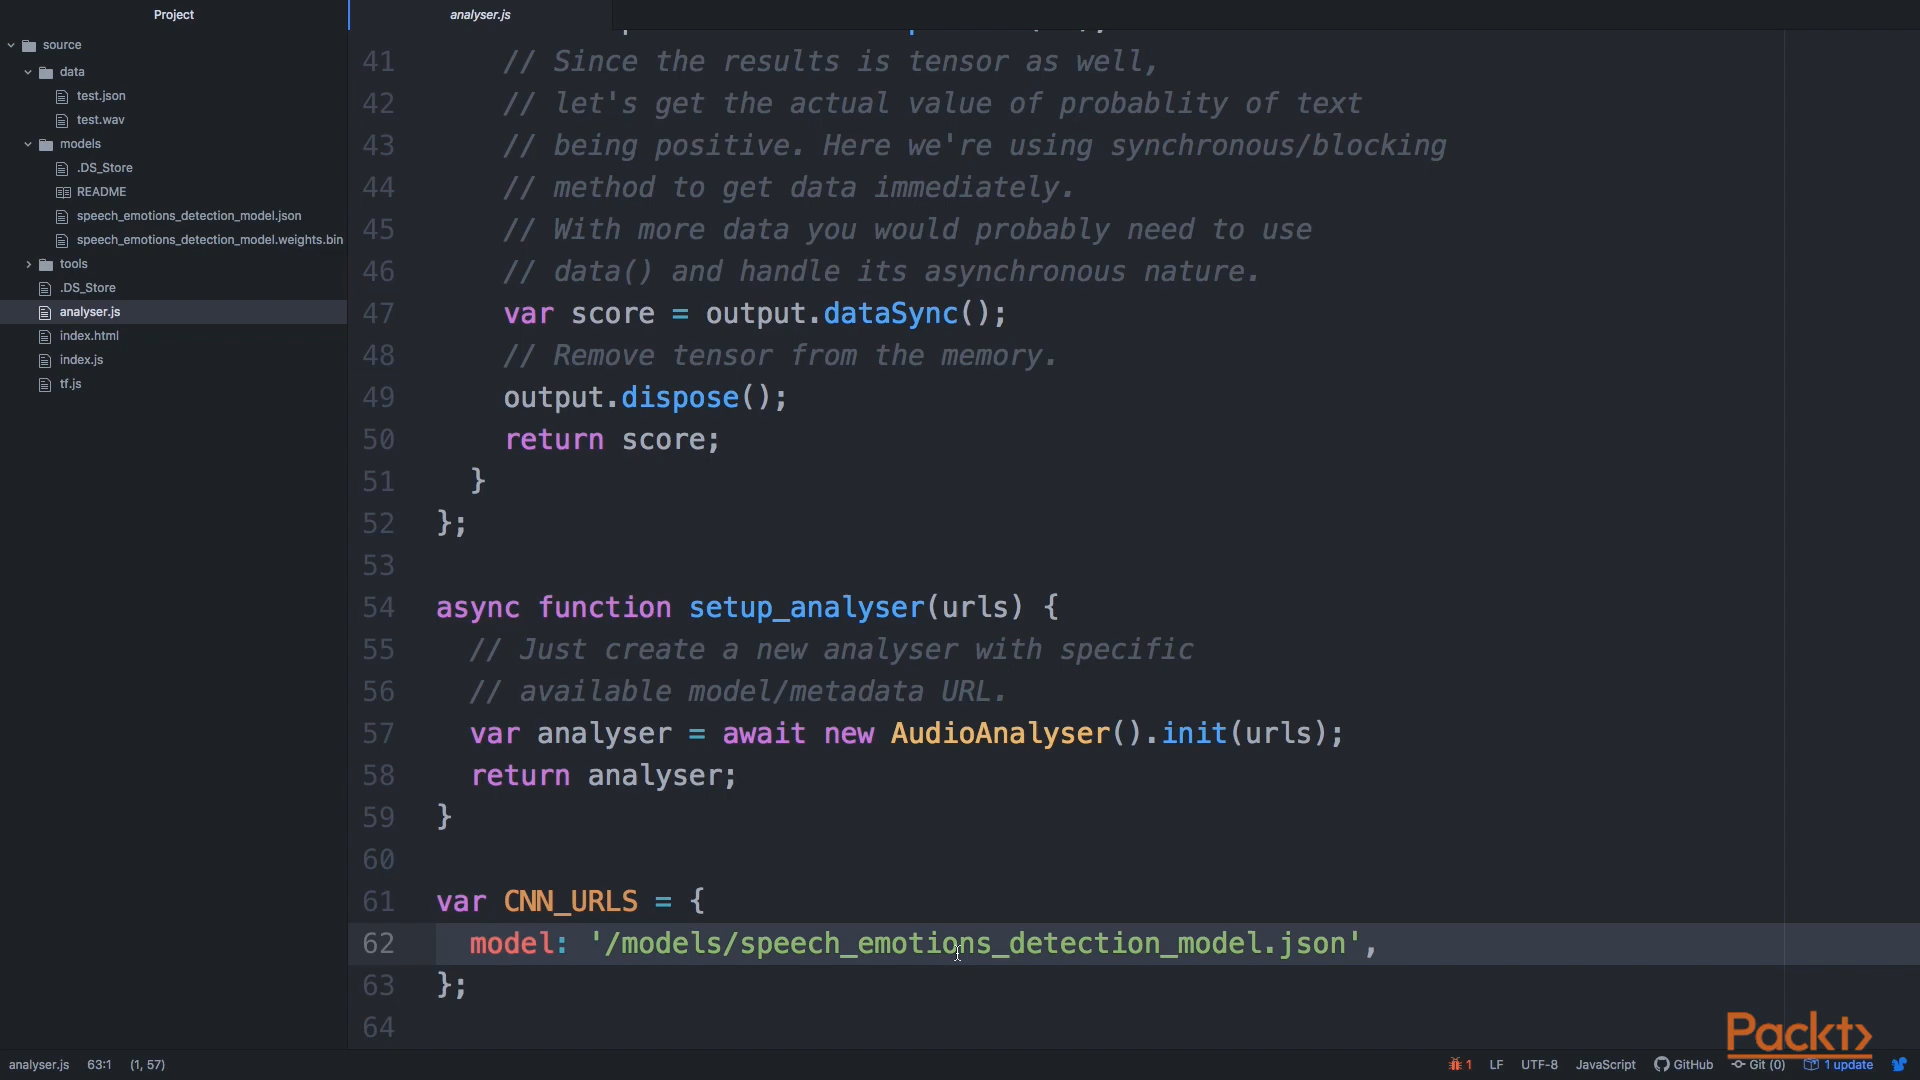 Project
analyser.js
source
data
test.json
test.wav
models
.DS_Store
README
speech_emotions_detection_model.json
speech_emotions_detection_model.weights.bin
tools
.DS_Store
analyser.js
index.html
index.js
tf.js
41 // Since the results is tensor as well,
42 // let's get the actual value of probablity of text
43 // being positive. Here we're using synchronous/blocking
44 // method to get data immediately.
45 // With more data you would probably need to use
46 // data() and handle its asynchronous nature.
47 var score = output.dataSync();
48 // Remove tensor from the memory.
49 output.dispose();
50 return score;
51 }
52 };
53
54 async function setup_analyser(urls) {
55 // Just create a new analyser with specific
56 // available model/metadata URL.
57 var analyser = await new AudioAnalyser().init(urls);
58 return analyser;
59 }
60
61 var CNN_URLS = {
62 model: '/models/speech_emotions_detection_model.json',
63 };
64
Packt>
analyser.js 63:1 (1, 57) 1 LF UTF-8 JavaScript GitHub Git (0) 1 update